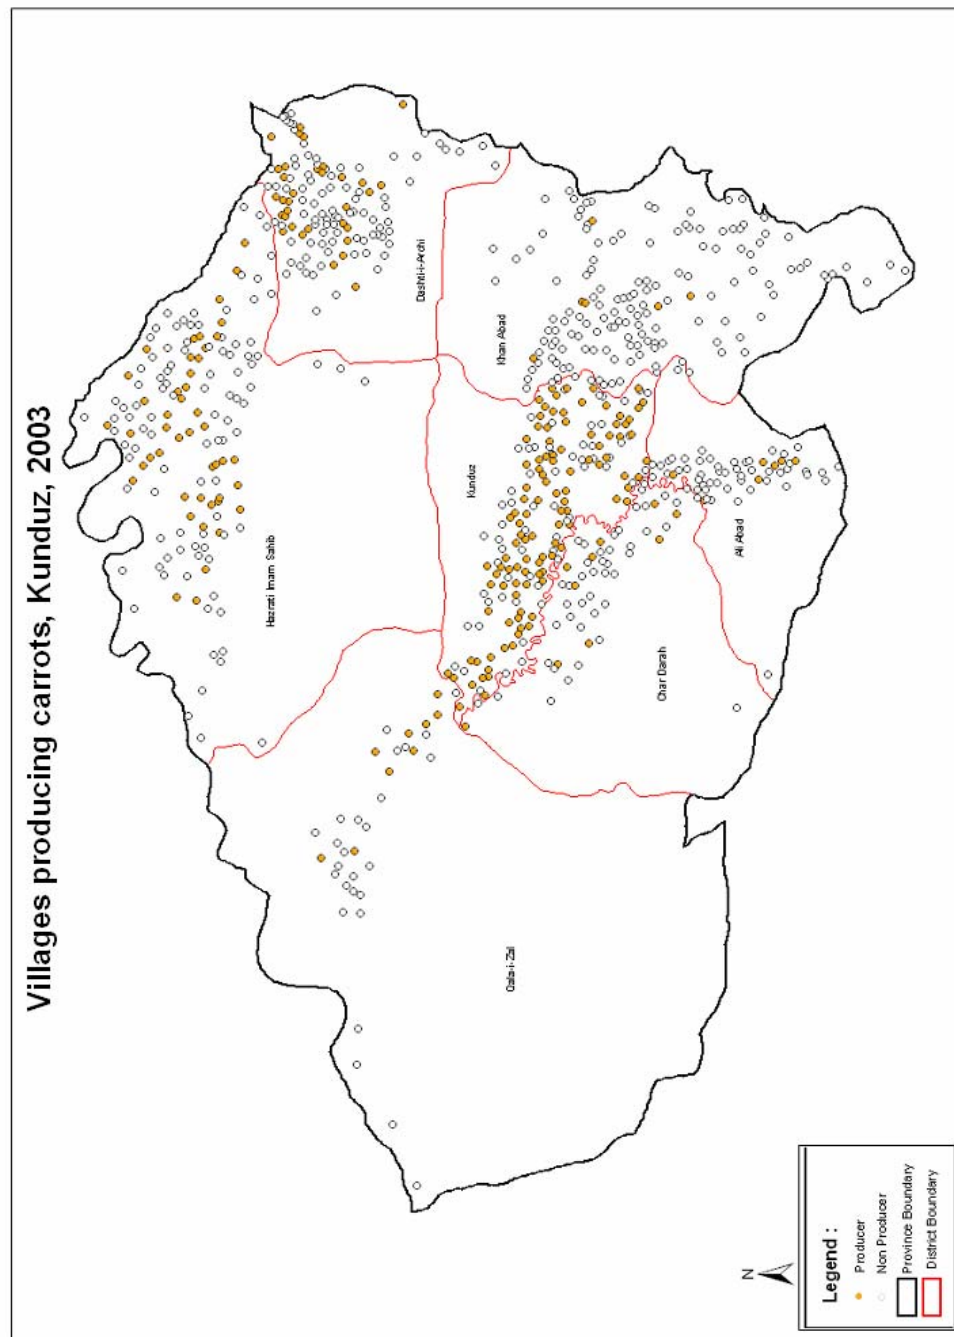 Villages producing carrots, Kunduz, 2003
Hazrati Imam Sahib
Dashti-i-Archi
Qala-i-Zal
Kunduz
Khan Abad
Char Darah
Ali Abad
N
Legend :
Producer
Non Producer
Province Boundary
District Boundary